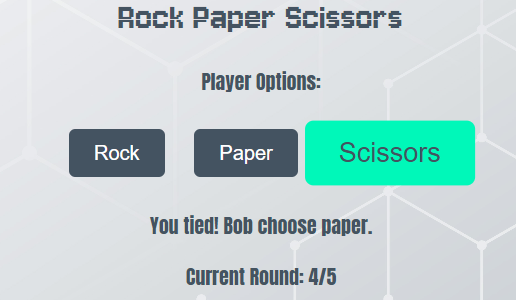 Rock Paper Scissors
Player Options:
Rock Paper Scissors
You tied! Bob choose paper.
Current Round: 4/5